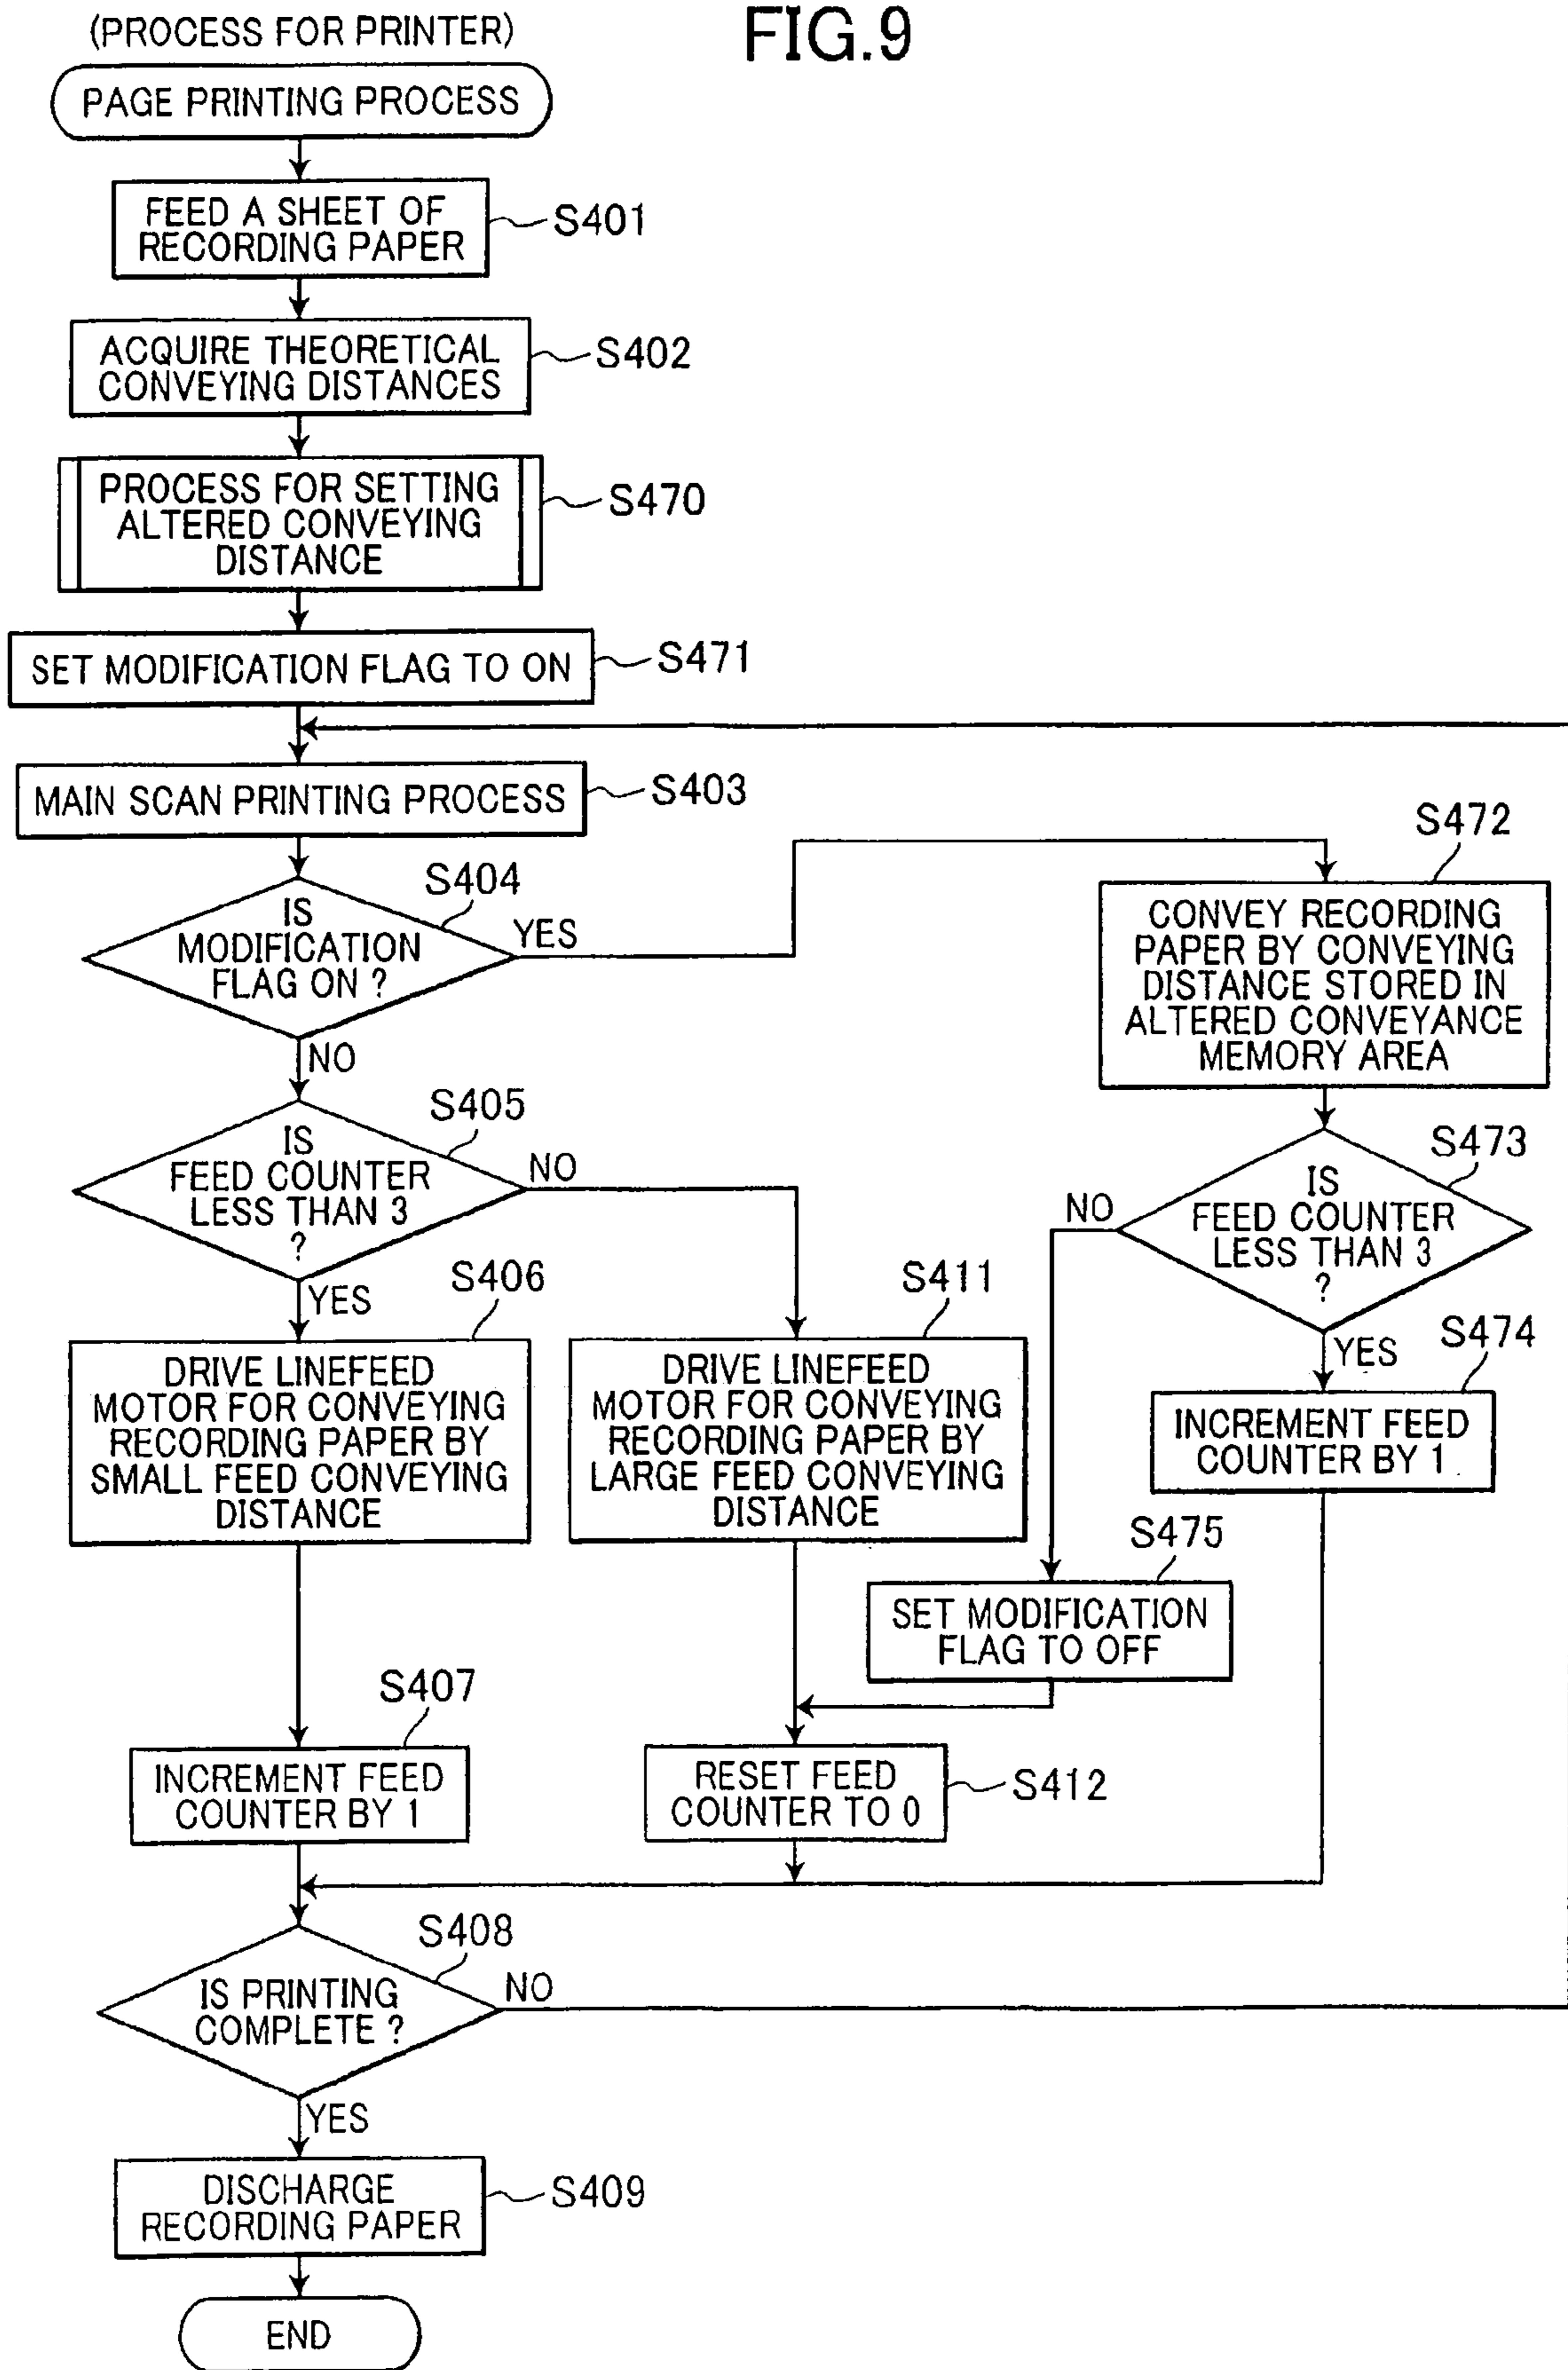 FIG.9
(PROCESS FOR PRINTER)
PAGE PRINTING PROCESS
FEED A SHEET OF
RECORDING PAPER
S401
ACQUIRE THEORETICAL
CONVEYING DISTANCES
S402
PROCESS FOR SETTING
ALTERED CONVEYING
DISTANCE
S470
SET MODIFICATION FLAG TO ON
S471
MAIN SCAN PRINTING PROCESS
S403
S404
IS
MODIFICATION
FLAG ON ?
YES
NO
S472
CONVEY RECORDING
PAPER BY CONVEYING
DISTANCE STORED IN
ALTERED CONVEYANCE
MEMORY AREA
S405
IS
FEED COUNTER
LESS THAN 3
?
NO
YES
S473
IS
FEED COUNTER
LESS THAN 3
?
NO
YES
S406
DRIVE LINEFEED
MOTOR FOR CONVEYING
RECORDING PAPER BY
SMALL FEED CONVEYING
DISTANCE
S411
DRIVE LINEFEED
MOTOR FOR CONVEYING
RECORDING PAPER BY
LARGE FEED CONVEYING
DISTANCE
S474
INCREMENT FEED
COUNTER BY 1
S475
SET MODIFICATION
FLAG TO OFF
S407
INCREMENT FEED
COUNTER BY 1
RESET FEED
COUNTER TO 0
S412
S408
IS PRINTING
COMPLETE ?
NO
YES
DISCHARGE
RECORDING PAPER
S409
END